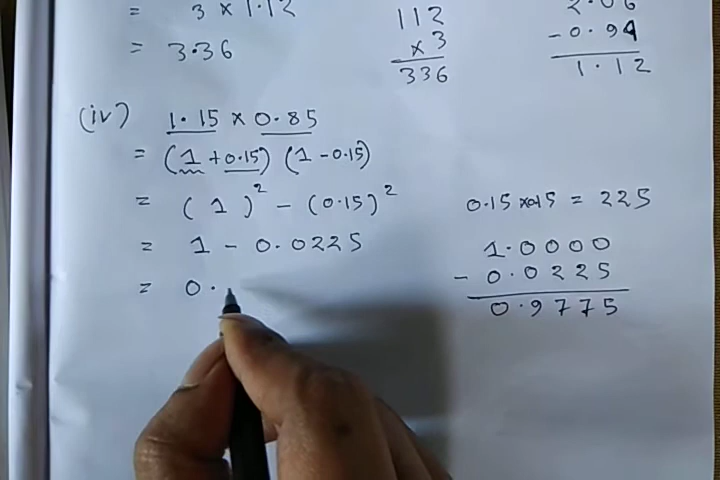 = 3 x 1.12
= 3.36
112
x 3
336
2.06
-0.94
1.12
(iv) 1.15 x 0.85
= (1 + 0.15) (1 - 0.15)
= (1)² - (0.15)²
= 1 - 0.0225
= 0.
0.15 x 0.15 = 225
1.0000
- 0.0225
0.9775